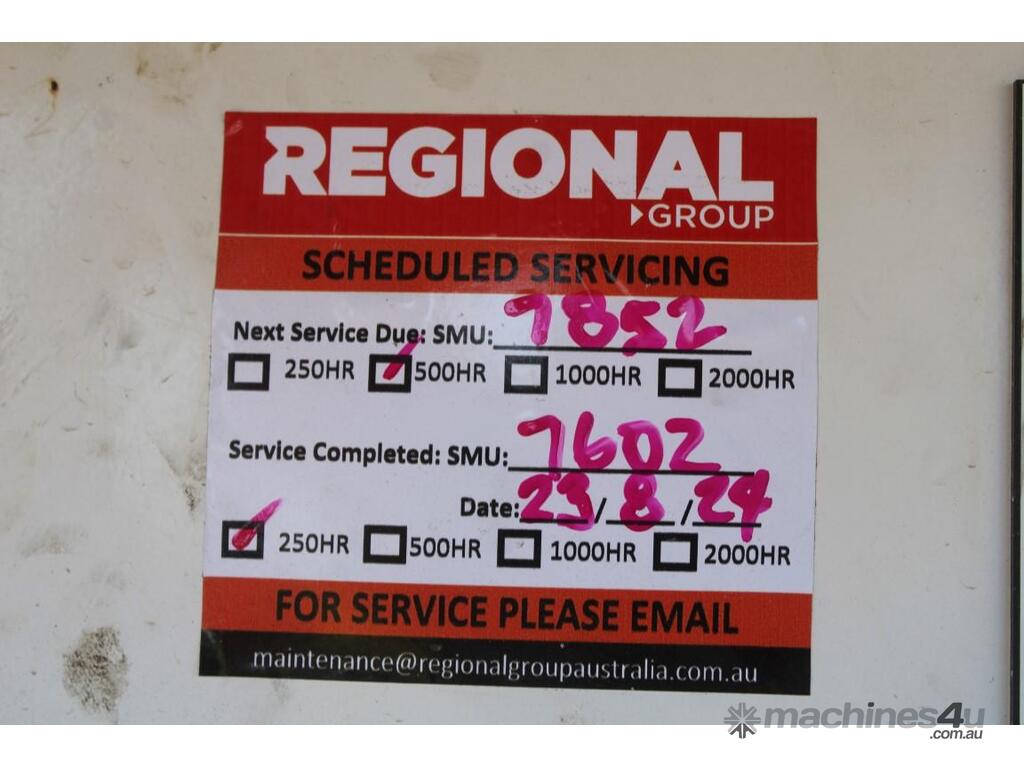 REGIONAL
GROUP
SCHEDULED SERVICING
Next Service Due: SMU: 7852
250HR 500HR 1000HR 2000HR
Service Completed: SMU: 7602
Date: 23/8/24
250HR 500HR 1000HR 2000HR
FOR SERVICE PLEASE EMAIL
maintenance@regionalgroupaustralia.com.au
machines4u
.com.au